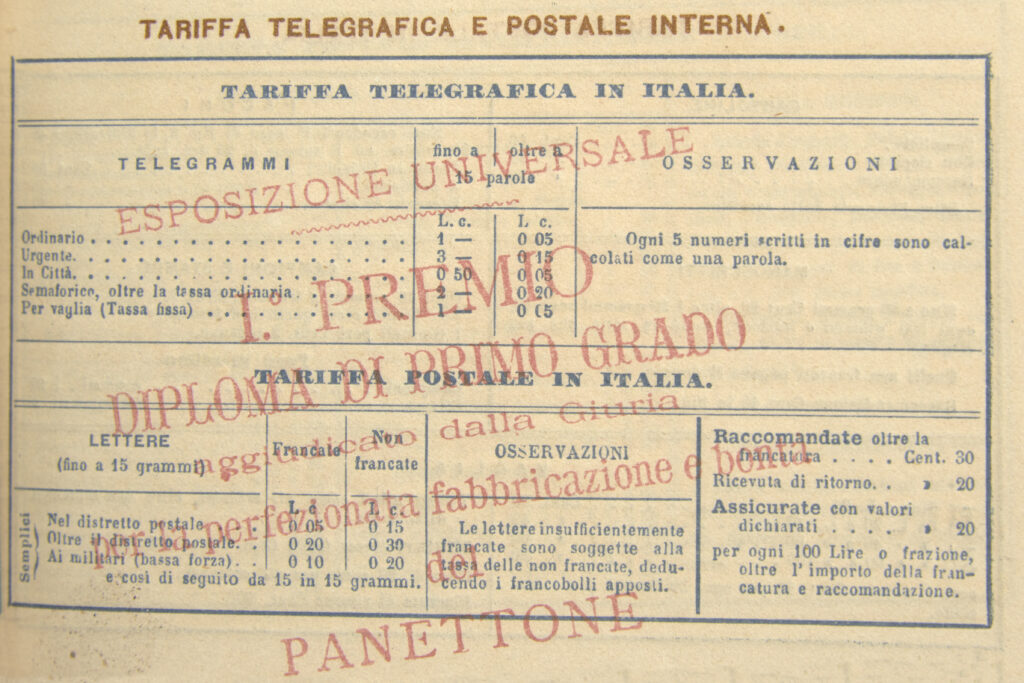 TARIFFA TELEGRAFICA E POSTALE INTERNA.
TARIFFA TELEGRAFICA IN ITALIA.
TELEGRAMMI
fino a oltre a
15 parole
OSSERVAZIONI
L. c. L c.
Ordinario . . . 1 — 0 05
Urgente. . . . 3 — 0 15
In Città. . . . 0 50 0 05
Semaforico, oltre la tassa ordinaria . . . 2 — 0 20
Per vaglia (Tassa fissa) . . . 1 — 0 05
Ogni 5 numeri scritti in cifre sono cal-
colati come una parola.
TARIFFA POSTALE IN ITALIA.
LETTERE
(fino a 15 grammi)
Francate
Non
francate
L. c L. c.
Semplici
Nel distretto postale . . 0 05 0 15
Oltre il distretto postale. . . 0 20 0 30
Ai militari (bassa forza). . . 0 10 0 20
e così di seguito da 15 in 15 grammi.
OSSERVAZIONI
Le lettere insufficientemente
francate sono soggette alla
tassa delle non francate, dedu-
cendo i francobolli apposti.
Raccomandate oltre la
francatura . . . . Cent. 30
Ricevuta di ritorno. . » 20
Assicurate con valori
dichiarati . . . . » 20
per ogni 100 Lire o frazione,
oltre l'importo della fran-
catura e raccomandazione.
ESPOSIZIONE UNIVERSALE
1.° PREMIO
DIPLOMA DI PRIMO GRADO
aggiudicato dalla Giuria
per la perfezionata fabbricazione e bontà
del
PANETTONE